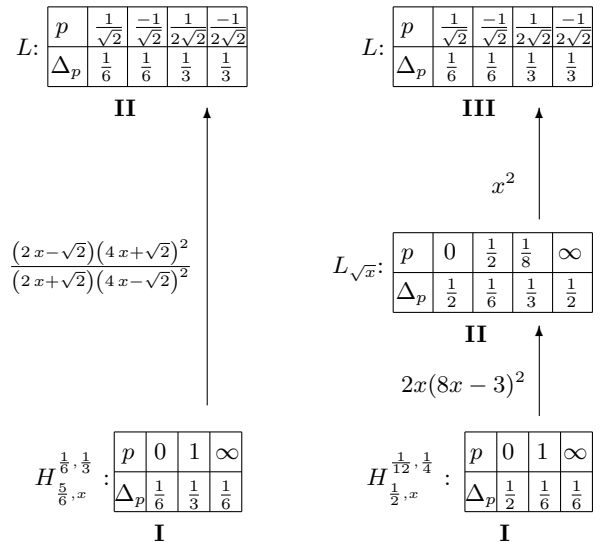 L: p 1/√2 -1/√2 1/2√2 -1/2√2
Δ_p 1/6 1/6 1/3 1/3
II
(2 x−√2)(4 x+√2)^2
(2 x+√2)(4 x−√2)^2
H^{1/6, 1/3}_{5/6, x} : p 0 1 ∞
Δ_p 1/6 1/3 1/6
I
L: p 1/√2 -1/√2 1/2√2 -1/2√2
Δ_p 1/6 1/6 1/3 1/3
III
x^2
L_{√x}: p 0 1/2 1/8 ∞
Δ_p 1/2 1/6 1/3 1/2
II
2x(8x − 3)^2
H^{1/12, 1/4}_{1/2, x} : p 0 1 ∞
Δ_p 1/2 1/6 1/6
I